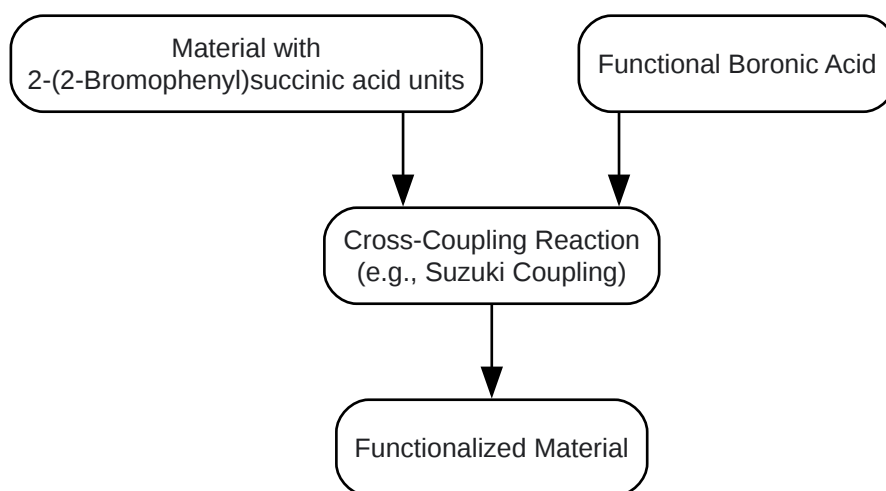 Material with
2-(2-Bromophenyl)succinic acid units
Functional Boronic Acid
Cross-Coupling Reaction
(e.g., Suzuki Coupling)
Functionalized Material